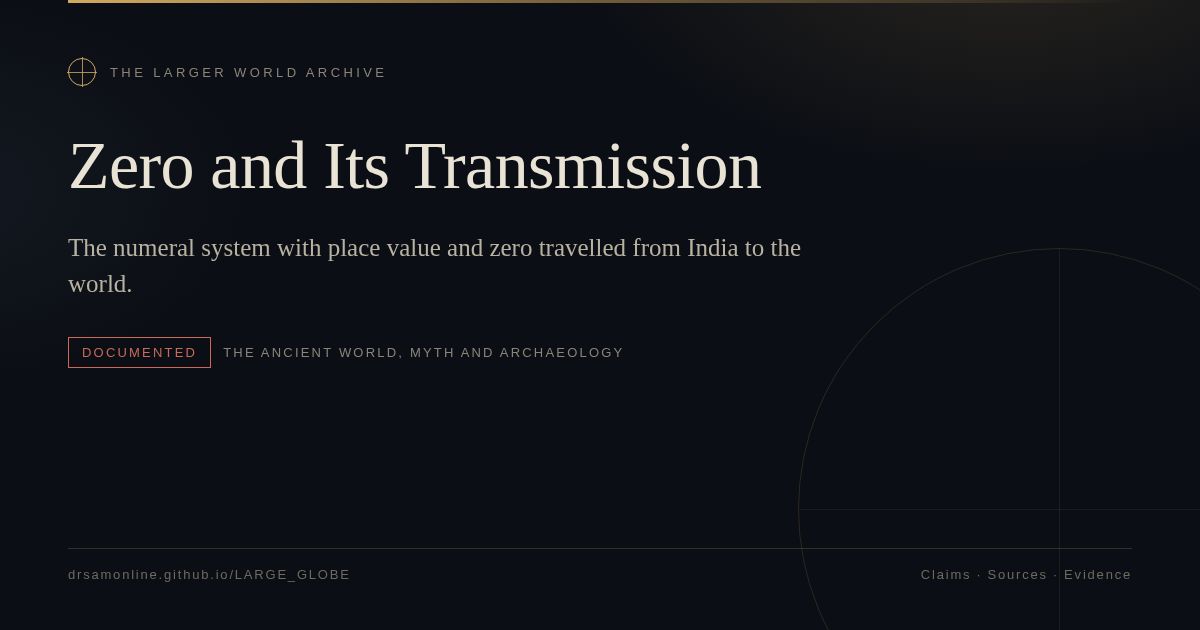 THE LARGER WORLD ARCHIVE
Zero and Its Transmission
The numeral system with place value and zero travelled from India to the
world.
DOCUMENTED THE ANCIENT WORLD, MYTH AND ARCHAEOLOGY
drsamonline.github.io/LARGE_GLOBE Claims · Sources · Evidence